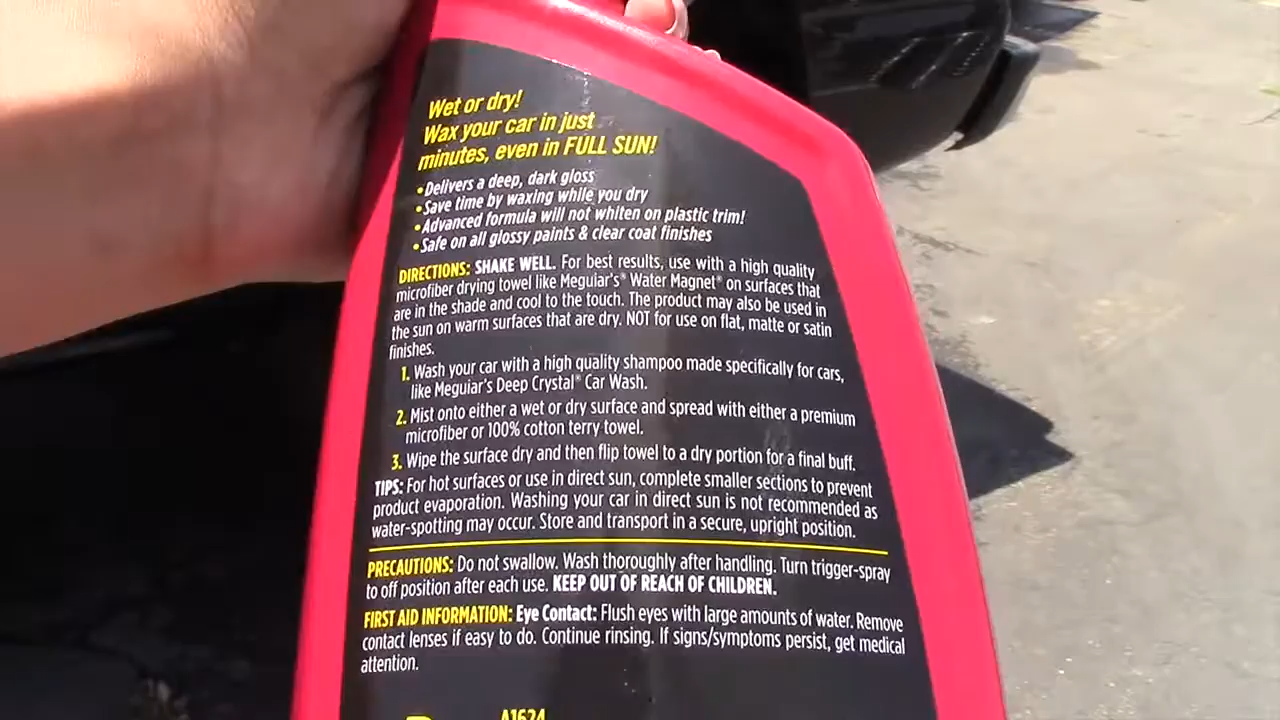 Wet or dry!
Wax your car in just
minutes, even in FULL SUN!
•Delivers a deep, dark gloss
•Save time by waxing while you dry
•Advanced formula will not whiten on plastic trim!
•Safe on all glossy paints & clear coat finishes
DIRECTIONS: SHAKE WELL. For best results, use with a high quality
microfiber drying towel like Meguiar's® Water Magnet® on surfaces that
are in the shade and cool to the touch. The product may also be used in
the sun on warm surfaces that are dry. NOT for use on flat, matte or satin
finishes.
1. Wash your car with a high quality shampoo made specifically for cars,
like Meguiar's Deep Crystal® Car Wash.
2. Mist onto either a wet or dry surface and spread with either a premium
microfiber or 100% cotton terry towel.
3. Wipe the surface dry and then flip towel to a dry portion for a final buff.
TIPS: For hot surfaces or use in direct sun, complete smaller sections to prevent
product evaporation. Washing your car in direct sun is not recommended as
water-spotting may occur. Store and transport in a secure, upright position.
PRECAUTIONS: Do not swallow. Wash thoroughly after handling. Turn trigger-spray
to off position after each use. KEEP OUT OF REACH OF CHILDREN.
FIRST AID INFORMATION: Eye Contact: Flush eyes with large amounts of water. Remove
contact lenses if easy to do. Continue rinsing. If signs/symptoms persist, get medical
attention.
A1624